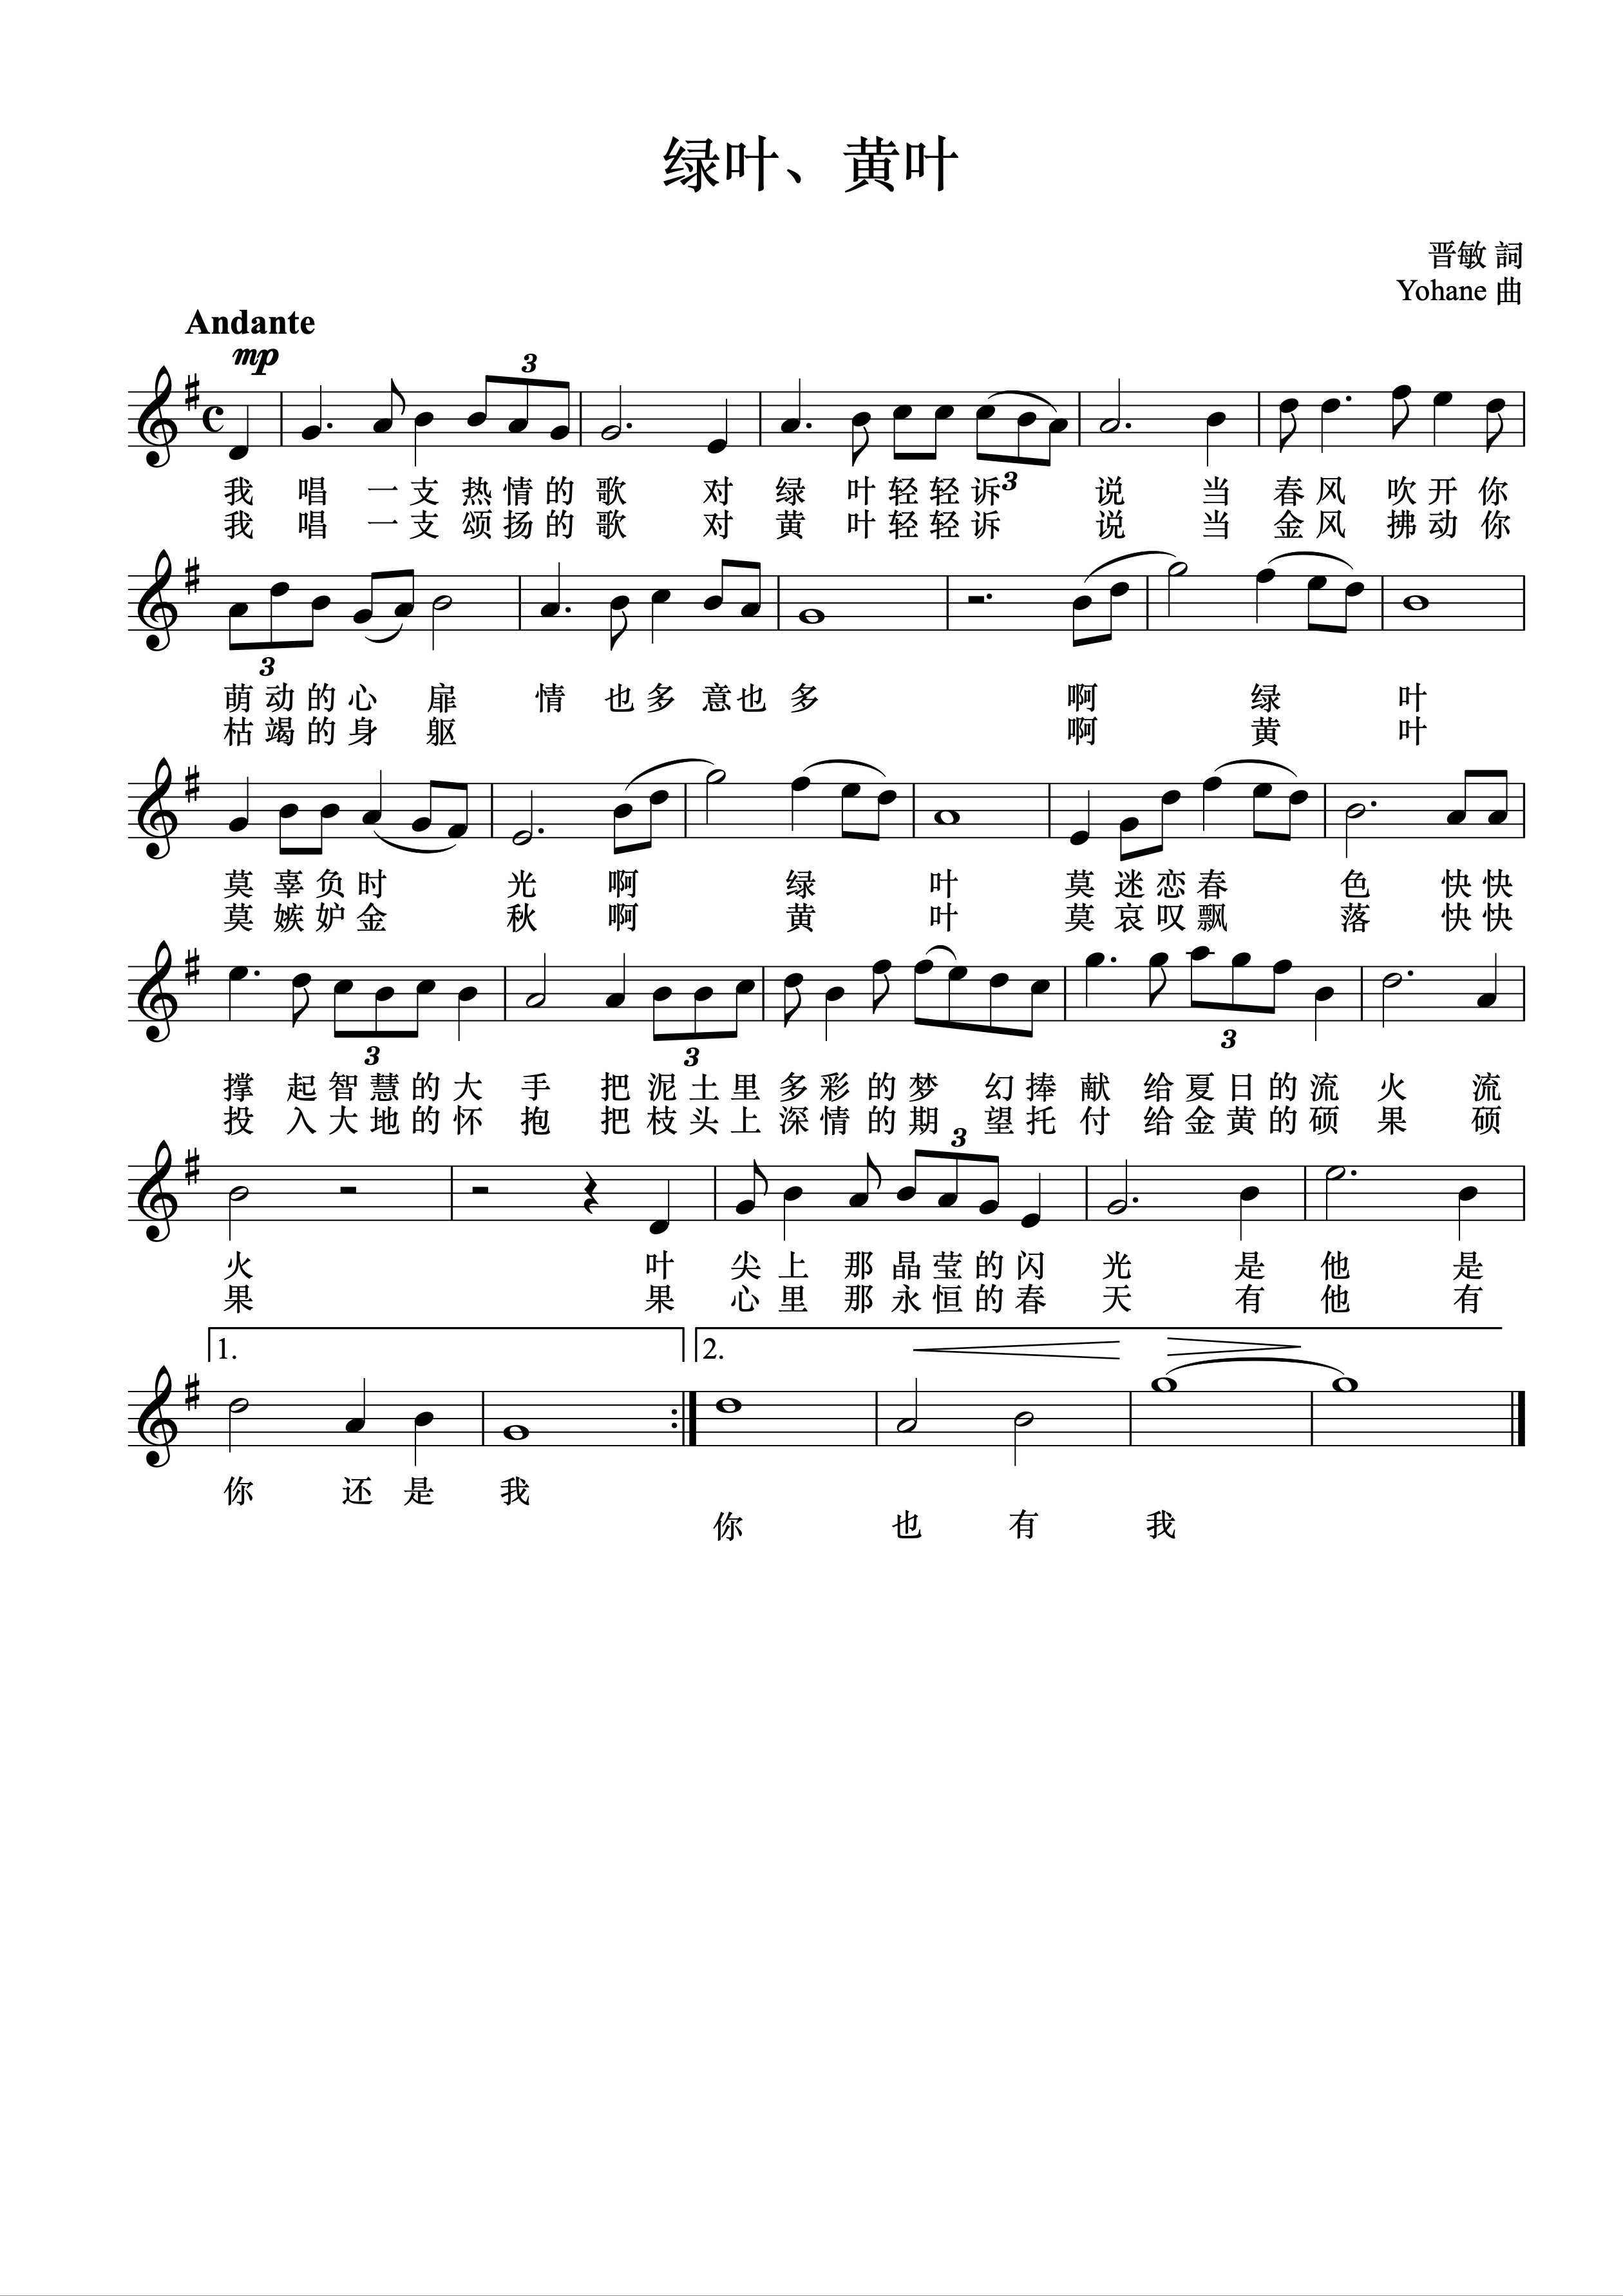 绿叶、黄叶
晋敏 詞
Yohane 曲
Andante
mp
3
3
我 唱 一 支 热 情 的 歌 对 绿 叶 轻 轻 诉 说 当 春 风 吹 开 你
我 唱 一 支 颂 扬 的 歌 对 黄 叶 轻 轻 诉 说 当 金 风 拂 动 你
3
萌 动 的 心 扉 情 也 多 意 也 多 啊 绿 叶
枯 竭 的 身 躯 啊 黄 叶
莫 辜 负 时 光 啊 绿 叶 莫 迷 恋 春 色 快 快
莫 嫉 妒 金 秋 啊 黄 叶 莫 哀 叹 飘 落 快 快
3 3 3
撑 起 智 慧 的 大 手 把 泥 土 里 多 彩 的 梦 幻 捧 献 给 夏 日 的 流 火 流
投 入 大 地 的 怀 抱 把 枝 头 上 深 情 的 期 望 托 付 给 金 黄 的 硕 果 硕
3
火 叶 尖 上 那 晶 莹 的 闪 光 是 他 是
果 果 心 里 那 永 恒 的 春 天 有 他 有
1. 2.
你 还 是 我
你 也 有 我